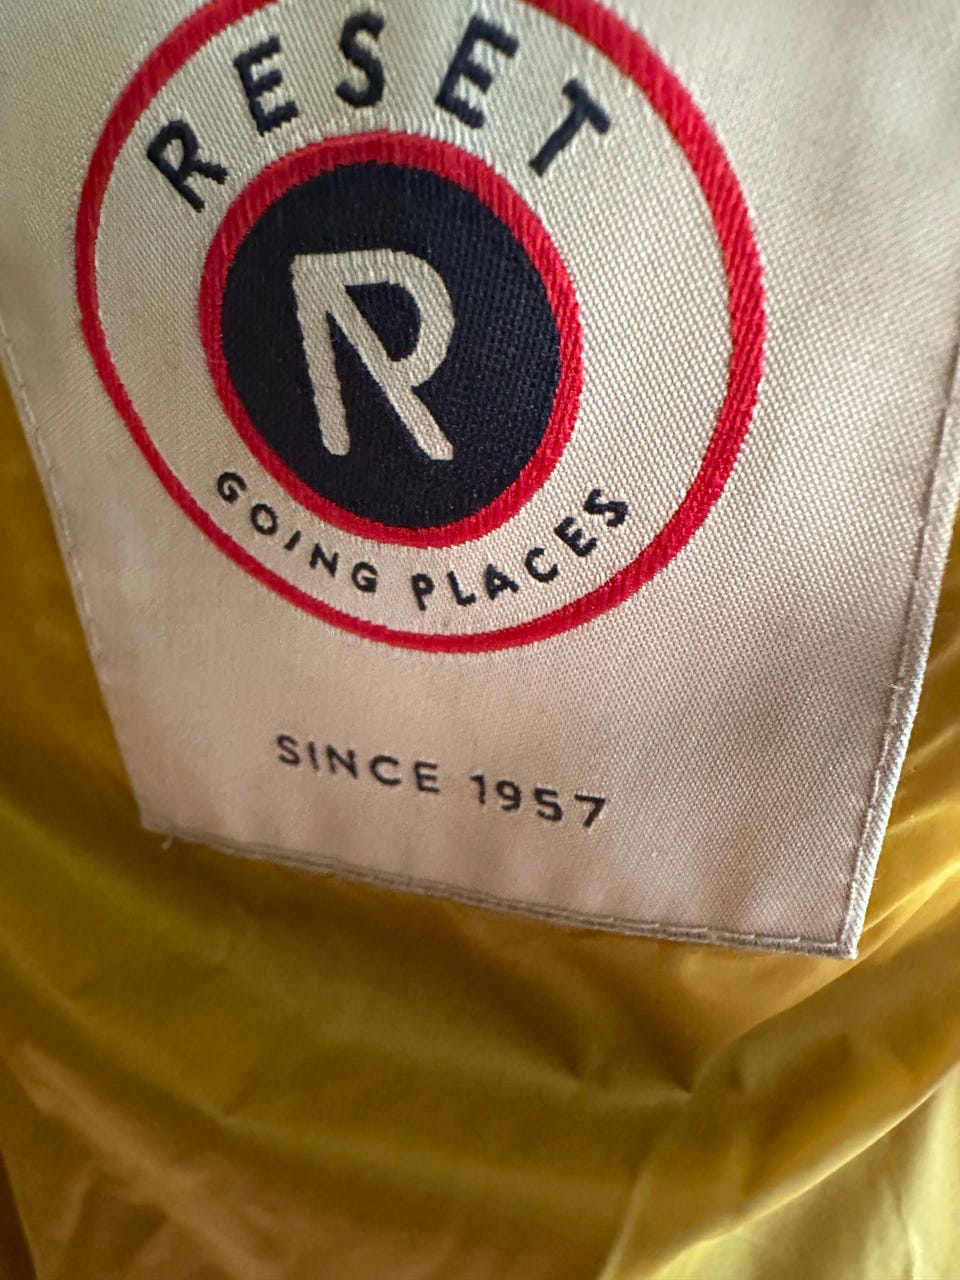 RESET
R
GOING PLACES
SINCE 1957